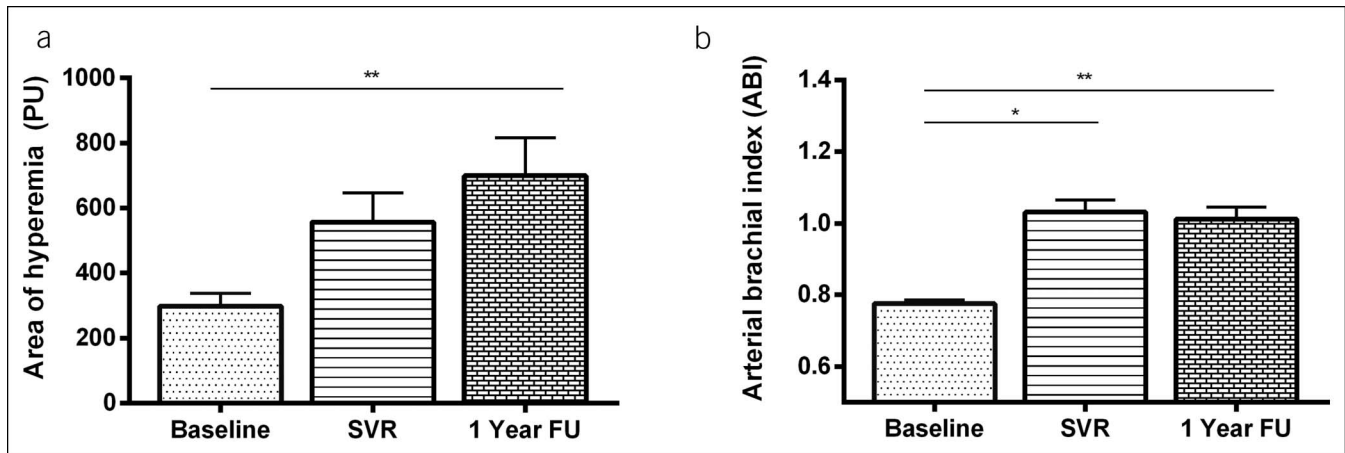 a
Area of hyperemia (PU)
1000
800
600
400
200
0
**
Baseline
SVR
1 Year FU
b
Arterial brachial index (ABI)
1.4
1.2
1.0
0.8
0.6
**
*
Baseline
SVR
1 Year FU